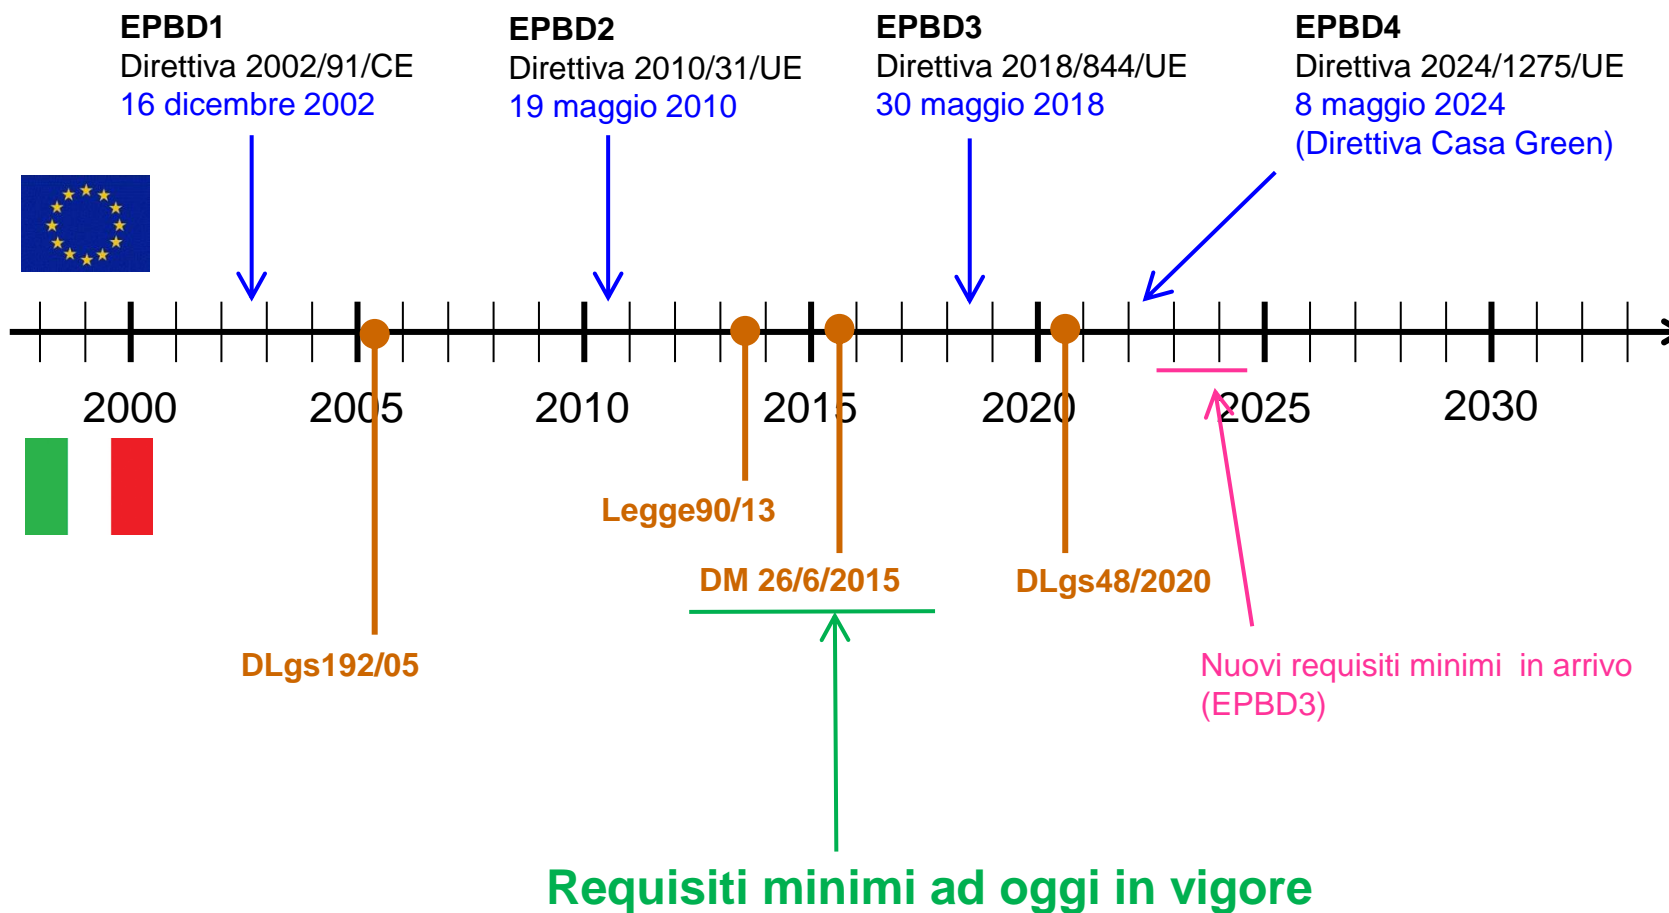 EPBD1
Direttiva 2002/91/CE
16 dicembre 2002
EPBD2
Direttiva 2010/31/UE
19 maggio 2010
EPBD3
Direttiva 2018/844/UE
30 maggio 2018
EPBD4
Direttiva 2024/1275/UE
8 maggio 2024
(Direttiva Casa Green)
2000
2005
2010
2015
2020
2025
2030
Legge90/13
DM 26/6/2015
DLgs48/2020
DLgs192/05
Nuovi requisiti minimi in arrivo
(EPBD3)
Requisiti minimi ad oggi in vigore